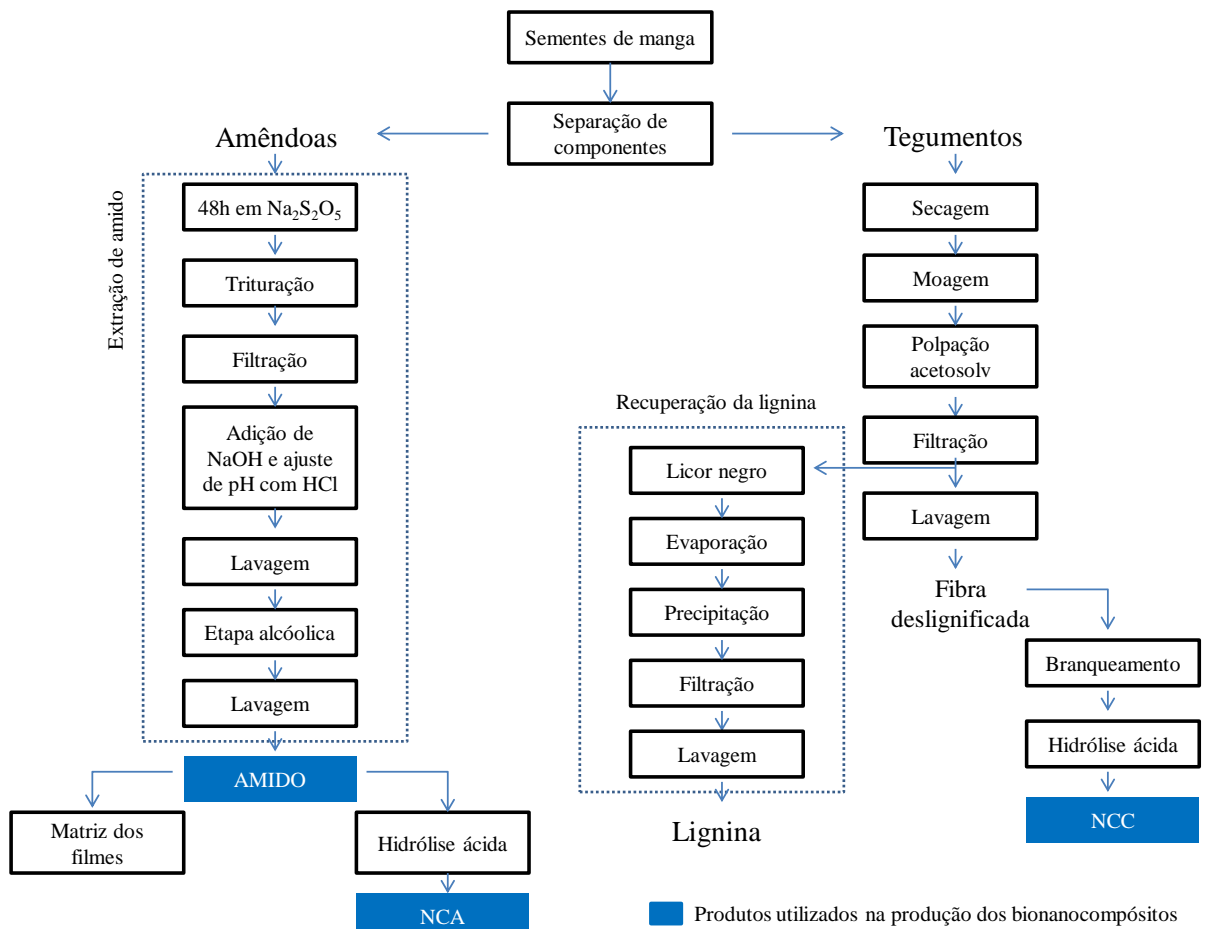 Sementes de manga
Separação de
componentes
Amêndoas
Tegumentos
Extração de amido
48h em Na₂S₂O₅
Trituração
Filtração
Adição de
NaOH e ajuste
de pH com HCl
Lavagem
Etapa alcóolica
Lavagem
AMIDO
Matriz dos
filmes
Hidrólise ácida
NCA
Secagem
Moagem
Polpação
acetosolv
Filtração
Lavagem
Fibra
deslignificada
Recuperação da lignina
Licor negro
Evaporação
Precipitação
Filtração
Lavagem
Lignina
Branqueamento
Hidrólise ácida
NCC
Produtos utilizados na produção dos bionanocompósitos